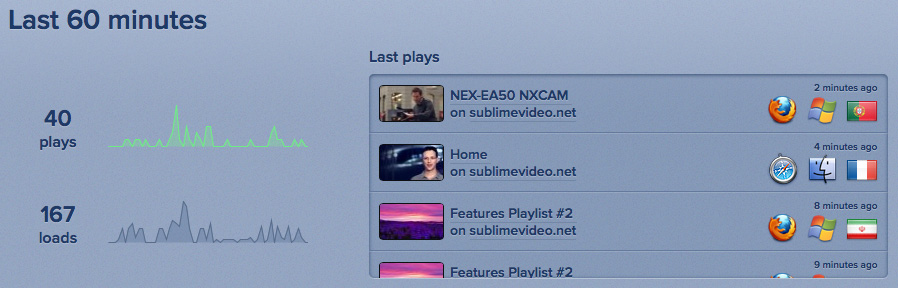 Last 60 minutes
40
plays
167
loads
Last plays
NEX-EA50 NXCAM
on sublimevideo.net
2 minutes ago
Home
on sublimevideo.net
4 minutes ago
Features Playlist #2
on sublimevideo.net
8 minutes ago
Features Playlist #2
9 minutes ago